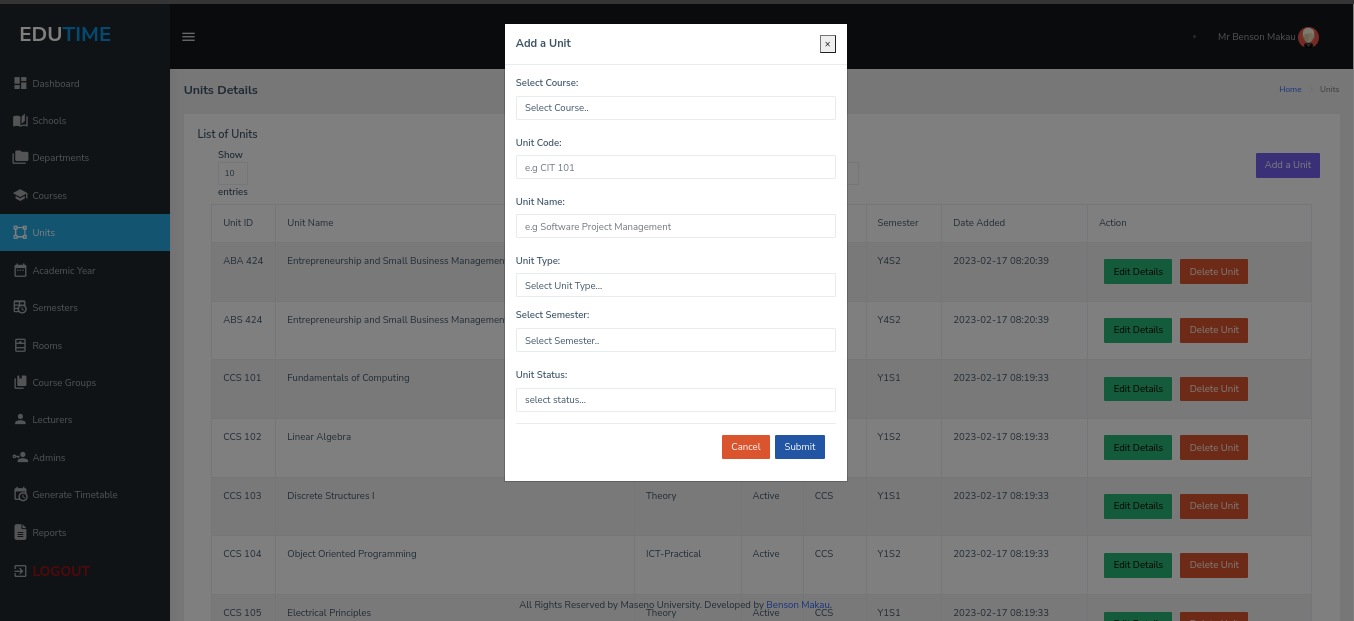 EDUTIME
Mr Benson Makau
Dashboard
Schools
Departments
Courses
Units
Academic Year
Semesters
Rooms
Course Groups
Lecturers
Admins
Generate Timetable
Reports
LOGOUT
Units Details
Home Units
List of Units
Show
10
entries
Add a Unit
Unit ID Unit Name Semester Date Added Action
ABA 424 Entrepreneurship and Small Business Managemen Y4S2 2023-02-17 08:20:39 Edit Details Delete Unit
ABS 424 Entrepreneurship and Small Business Managemen Y4S2 2023-02-17 08:20:39 Edit Details Delete Unit
CCS 101 Fundamentals of Computing Y1S1 2023-02-17 08:19:33 Edit Details Delete Unit
CCS 102 Linear Algebra Y1S2 2023-02-17 08:19:33 Edit Details Delete Unit
CCS 103 Discrete Structures I Theory Active CCS Y1S1 2023-02-17 08:19:33 Edit Details Delete Unit
CCS 104 Object Oriented Programming ICT-Practical Active CCS Y1S2 2023-02-17 08:19:33 Edit Details Delete Unit
CCS 105 Electrical Principles Theory Active CCS Y1S1 2023-02-17 08:19:33 Edit Details Delete Unit
All Rights Reserved by Maseno University. Developed by Benson Makau.
Add a Unit
×
Select Course:
Select Course..
Unit Code:
e.g CIT 101
Unit Name:
e.g Software Project Management
Unit Type:
Select Unit Type...
Select Semester:
Select Semester..
Unit Status:
select status...
Cancel Submit